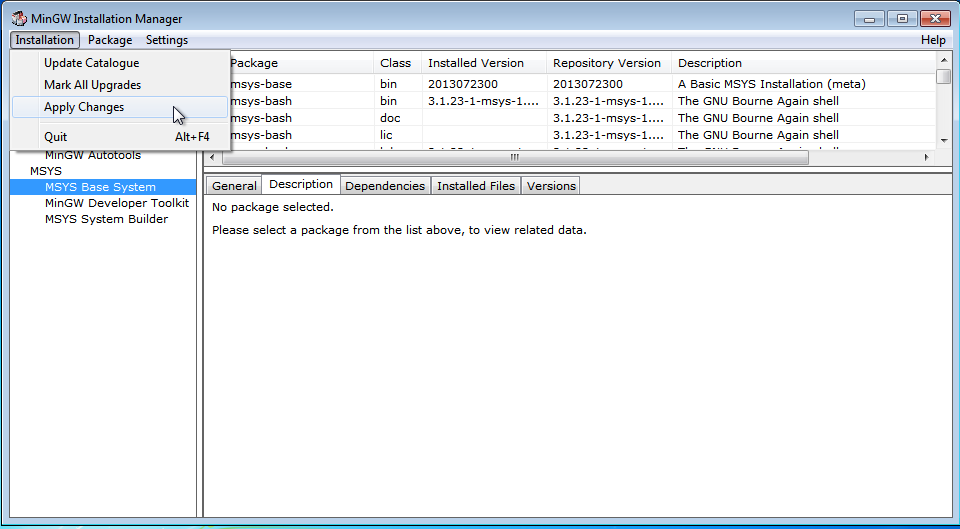 MinGW Installation Manager
Installation Package Settings Help
Update Catalogue
Mark All Upgrades
Apply Changes
Quit Alt+F4
MinGW Autotools
MSYS
MSYS Base System
MinGW Developer Toolkit
MSYS System Builder
Package Class Installed Version Repository Version Description
msys-base bin 2013072300 2013072300 A Basic MSYS Installation (meta)
msys-bash bin 3.1.23-1-msys-1.... 3.1.23-1-msys-1.... The GNU Bourne Again shell
msys-bash doc 3.1.23-1-msys-1.... The GNU Bourne Again shell
msys-bash lic 3.1.23-1-msys-1.... The GNU Bourne Again shell
General Description Dependencies Installed Files Versions
No package selected.
Please select a package from the list above, to view related data.